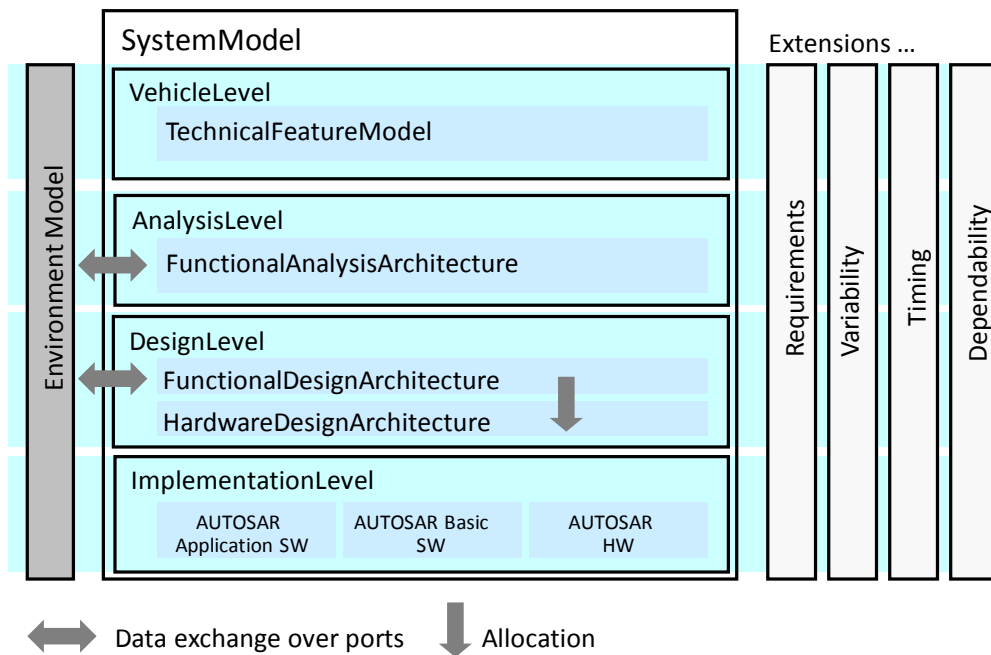 SystemModel
Extensions ...
VehicleLevel
TechnicalFeatureModel
AnalysisLevel
FunctionalAnalysisArchitecture
DesignLevel
FunctionalDesignArchitecture
HardwareDesignArchitecture
ImplementationLevel
AUTOSAR
Application SW
AUTOSAR Basic
SW
AUTOSAR
HW
Environment Model
Requirements
Variability
Timing
Dependability
Data exchange over ports
Allocation